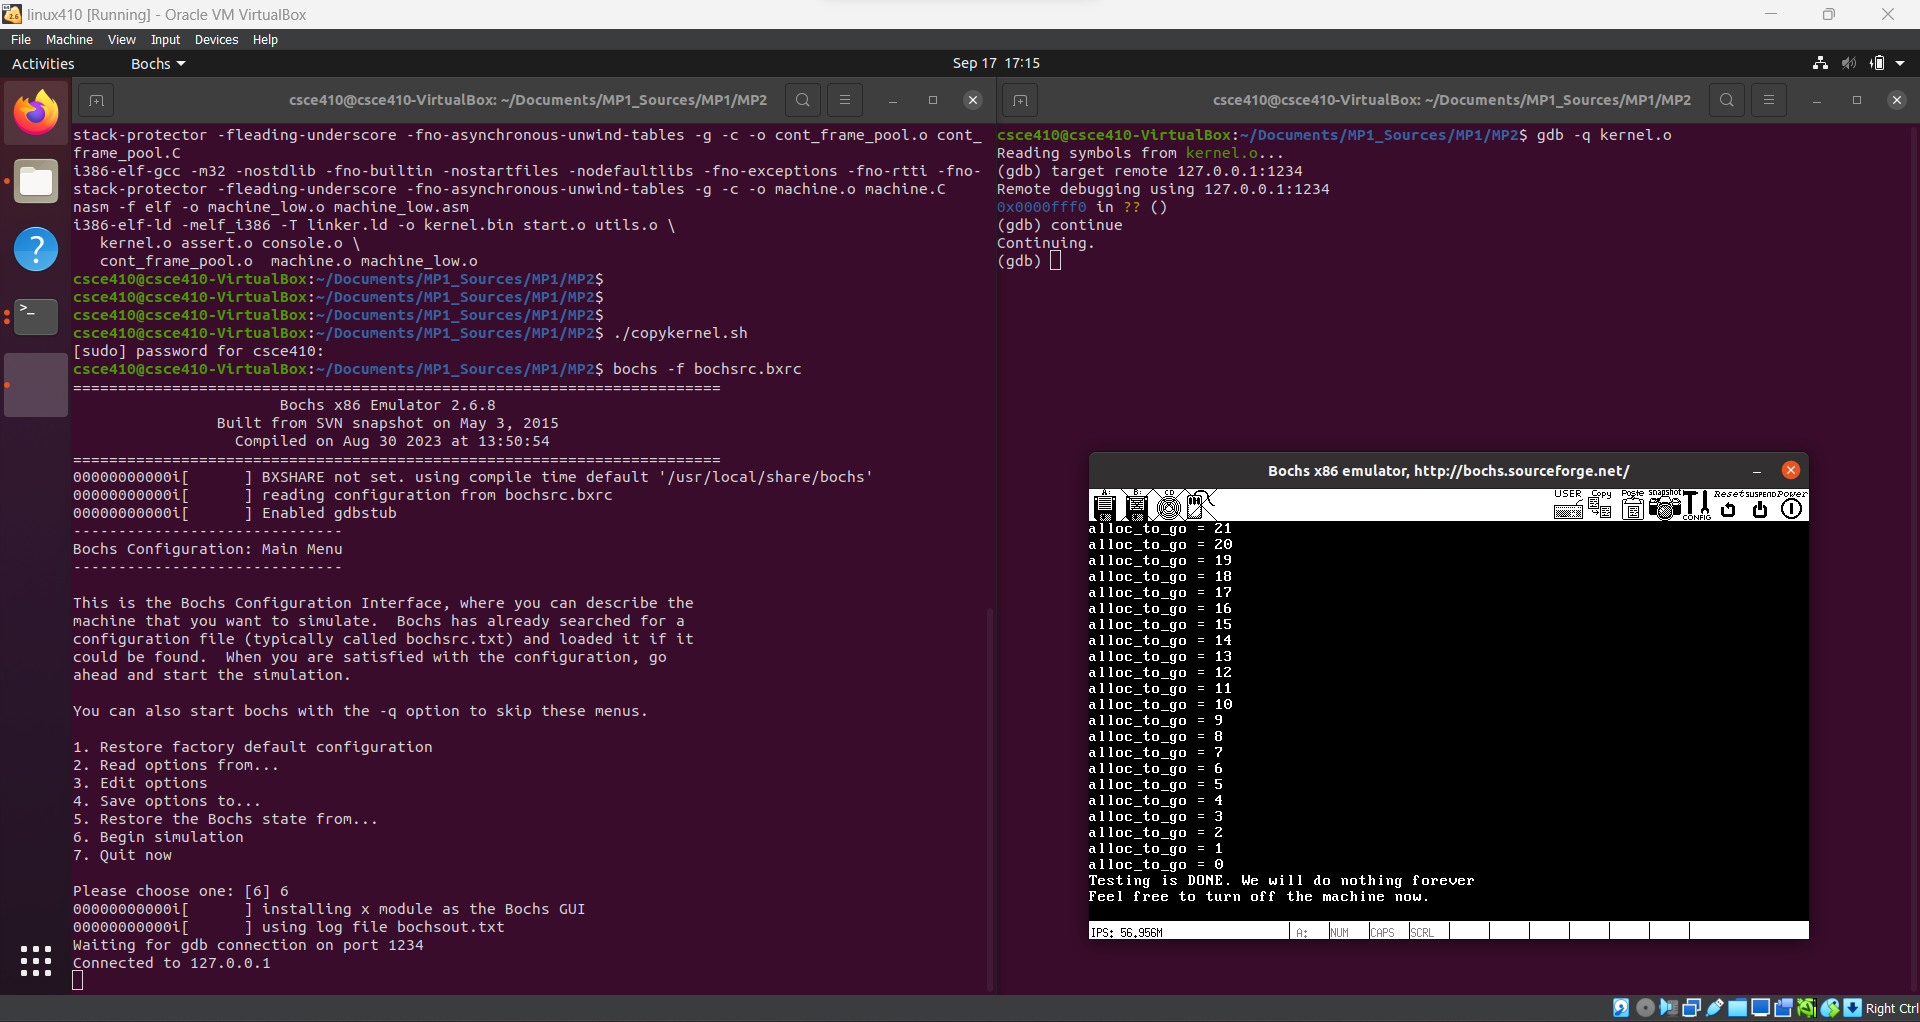 linux410 [Running] - Oracle VM VirtualBox
File Machine View Input Devices Help
Activities Bochs Sep 17 17:15
csce410@csce410-VirtualBox: ~/Documents/MP1_Sources/MP1/MP2
stack-protector -fleading-underscore -fno-asynchronous-unwind-tables -g -c -o cont_frame_pool.o cont_
frame_pool.C
i386-elf-gcc -m32 -nostdlib -fno-builtin -nostartfiles -nodefaultlibs -fno-exceptions -fno-rtti -fno-
stack-protector -fleading-underscore -fno-asynchronous-unwind-tables -g -c -o machine.o machine.C
nasm -f elf -o machine_low.o machine_low.asm
i386-elf-ld -melf_i386 -T linker.ld -o kernel.bin start.o utils.o \
kernel.o assert.o console.o \
cont_frame_pool.o machine.o machine_low.o
csce410@csce410-VirtualBox:~/Documents/MP1_Sources/MP1/MP2$
csce410@csce410-VirtualBox:~/Documents/MP1_Sources/MP1/MP2$
csce410@csce410-VirtualBox:~/Documents/MP1_Sources/MP1/MP2$
csce410@csce410-VirtualBox:~/Documents/MP1_Sources/MP1/MP2$ ./copykernel.sh
[sudo] password for csce410:
csce410@csce410-VirtualBox:~/Documents/MP1_Sources/MP1/MP2$ bochs -f bochsrc.bxrc
========================================================================
Bochs x86 Emulator 2.6.8
Built from SVN snapshot on May 3, 2015
Compiled on Aug 30 2023 at 13:50:54
========================================================================
00000000000i[      ] BXSHARE not set. using compile time default '/usr/local/share/bochs'
00000000000i[      ] reading configuration from bochsrc.bxrc
00000000000i[      ] Enabled gdbstub
------------------------------
Bochs Configuration: Main Menu
------------------------------
This is the Bochs Configuration Interface, where you can describe the
machine that you want to simulate.  Bochs has already searched for a
configuration file (typically called bochsrc.txt) and loaded it if it
could be found.  When you are satisfied with the configuration, go
ahead and start the simulation.
You can also start bochs with the -q option to skip these menus.
1. Restore factory default configuration
2. Read options from...
3. Edit options
4. Save options to...
5. Restore the Bochs state from...
6. Begin simulation
7. Quit now
Please choose one: [6] 6
00000000000i[      ] installing x module as the Bochs GUI
00000000000i[      ] using log file bochsout.txt
Waiting for gdb connection on port 1234
Connected to 127.0.0.1
csce410@csce410-VirtualBox: ~/Documents/MP1_Sources/MP1/MP2
csce410@csce410-VirtualBox:~/Documents/MP1_Sources/MP1/MP2$ gdb -q kernel.o
Reading symbols from kernel.o...
(gdb) target remote 127.0.0.1:1234
Remote debugging using 127.0.0.1:1234
0x0000fff0 in ?? ()
(gdb) continue
Continuing.
(gdb)
Bochs x86 emulator, http://bochs.sourceforge.net/
A: B: CD USER Copy Paste snapshot CONFIG Reset SUSPEND Power
alloc_to_go = 21
alloc_to_go = 20
alloc_to_go = 19
alloc_to_go = 18
alloc_to_go = 17
alloc_to_go = 16
alloc_to_go = 15
alloc_to_go = 14
alloc_to_go = 13
alloc_to_go = 12
alloc_to_go = 11
alloc_to_go = 10
alloc_to_go = 9
alloc_to_go = 8
alloc_to_go = 7
alloc_to_go = 6
alloc_to_go = 5
alloc_to_go = 4
alloc_to_go = 3
alloc_to_go = 2
alloc_to_go = 1
alloc_to_go = 0
Testing is DONE. We will do nothing forever
Feel free to turn off the machine now.
IPS: 56.956M A: NUM CAPS SCRL
Right Ctrl